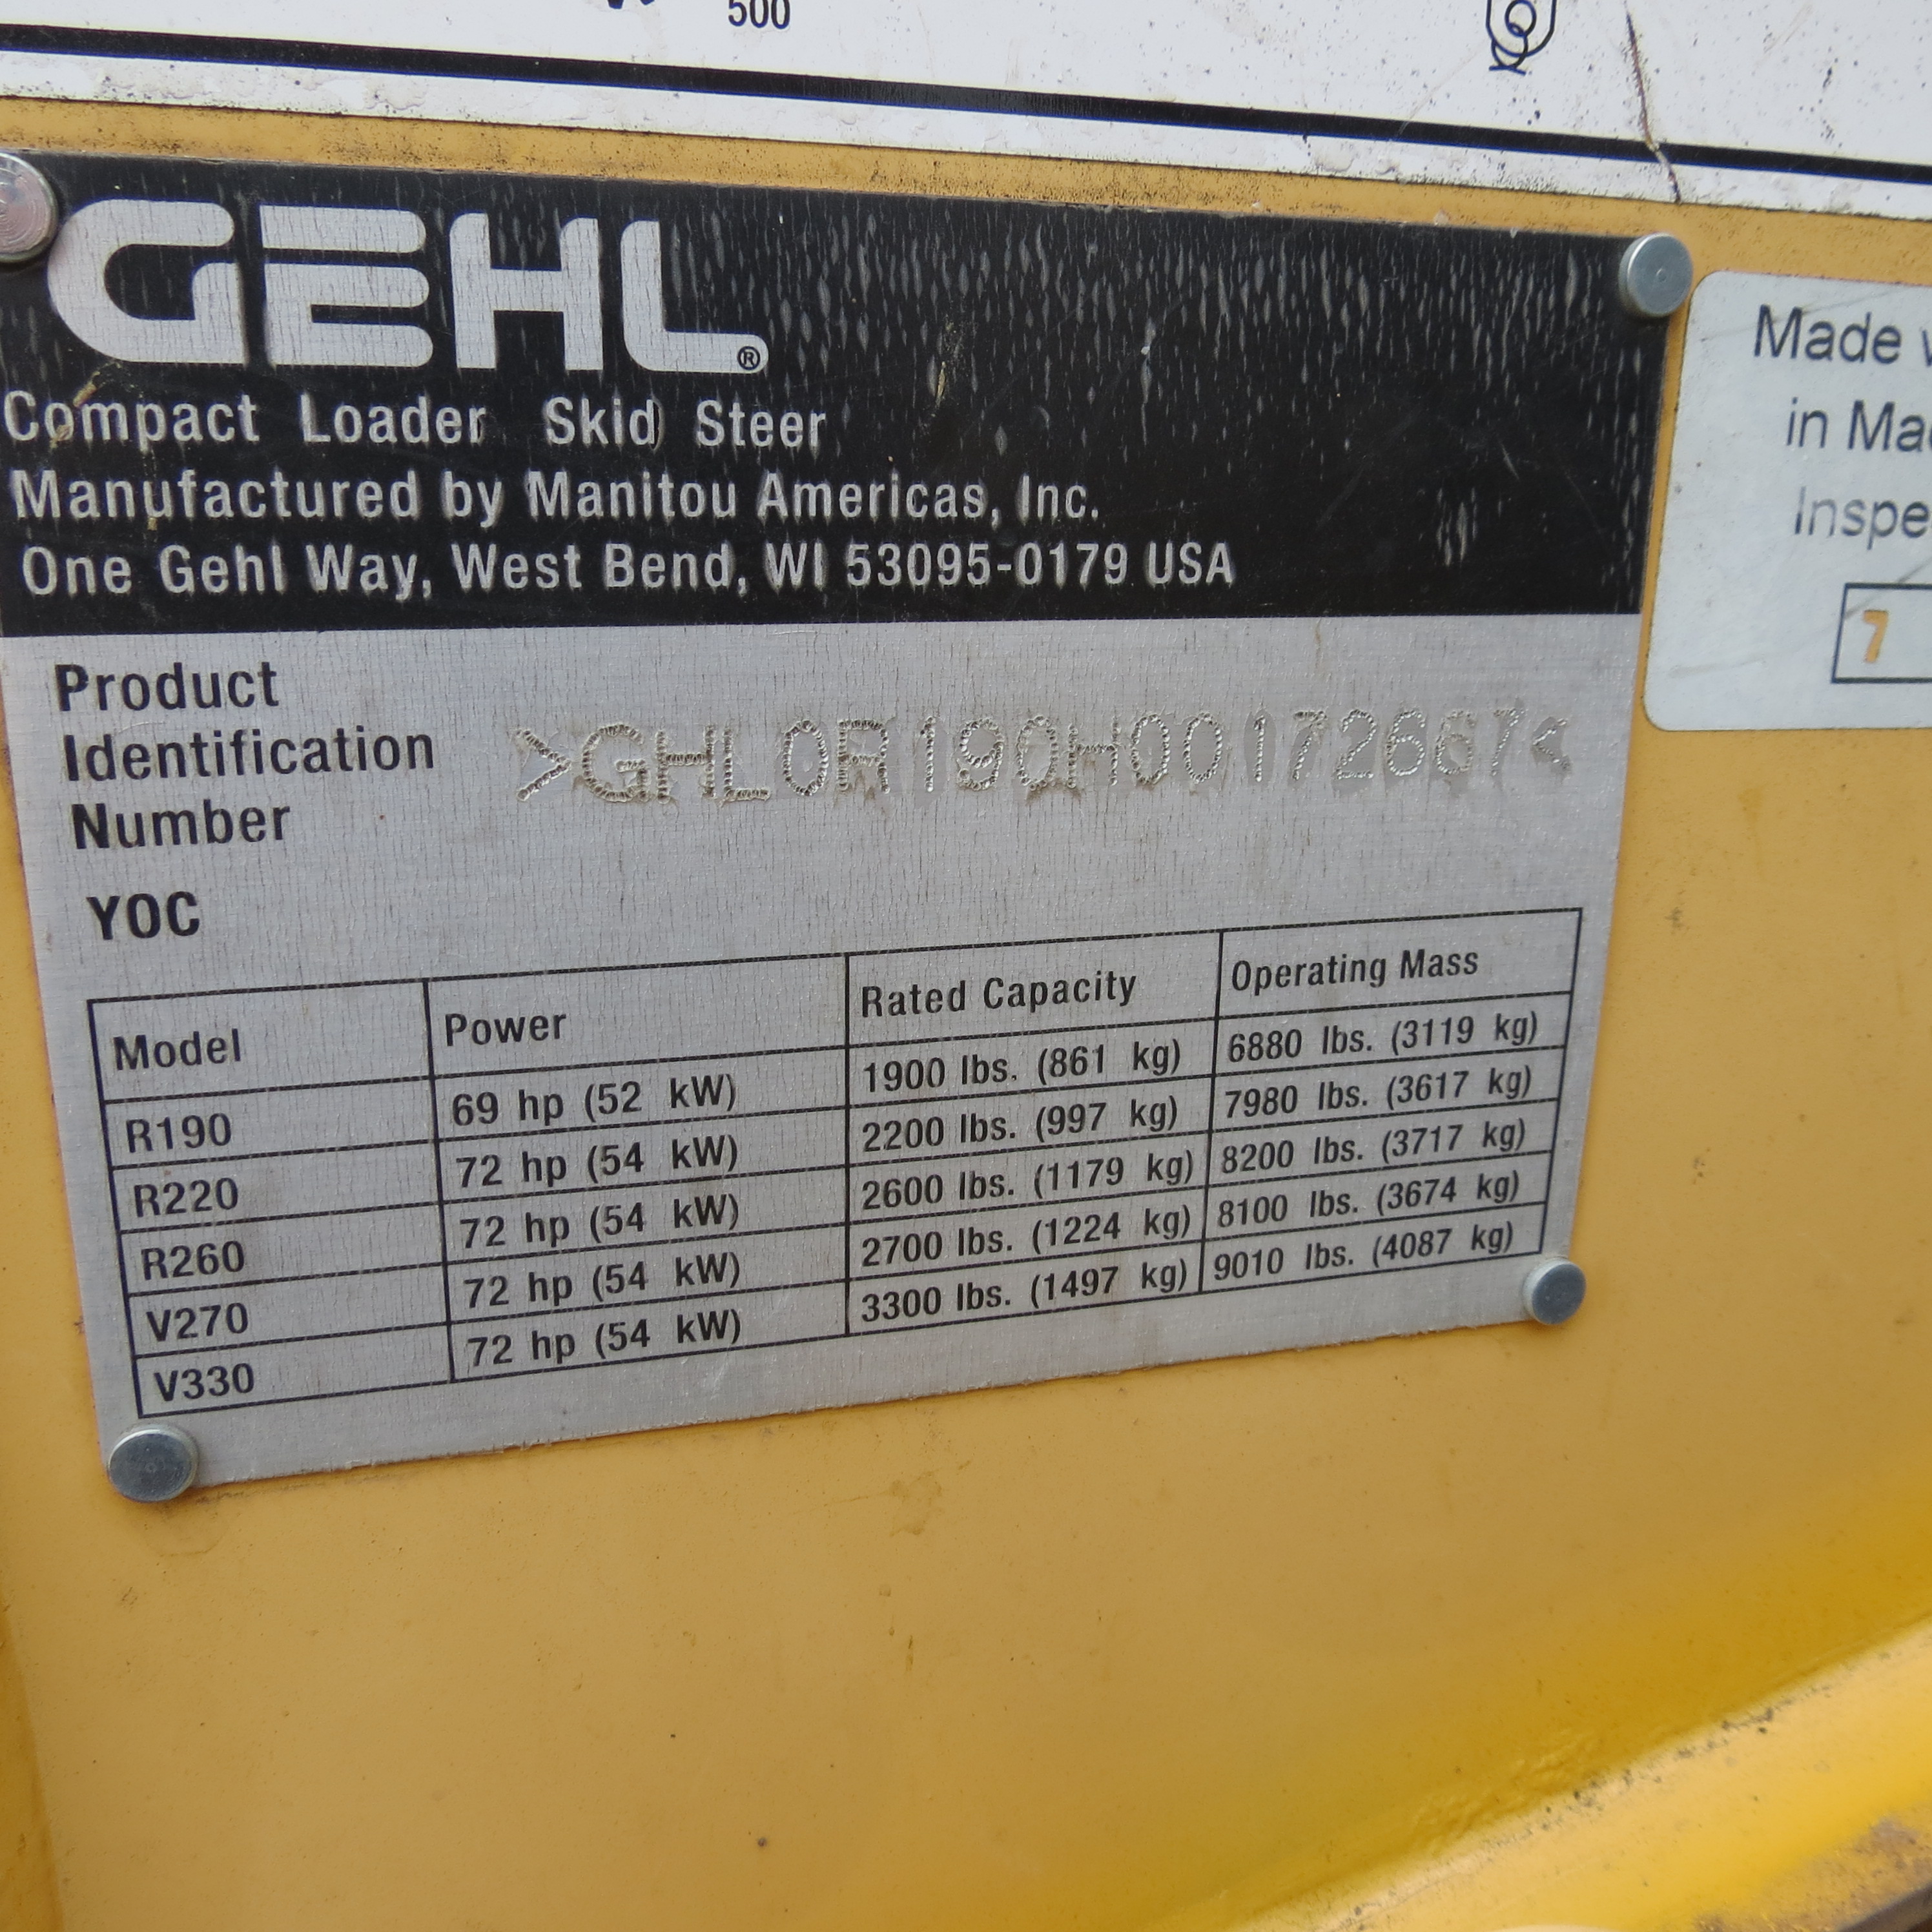 500
GEHL®
Compact Loader Skid Steer
Manufactured by Manitou Americas, Inc.
One Gehl Way, West Bend, WI 53095-0179 USA
Product
Identification
Number
>GHL0R190H00172667<
YOC
Model Power Rated Capacity Operating Mass
R190 69 hp (52 kW) 1900 lbs. (861 kg) 6880 lbs. (3119 kg)
R220 72 hp (54 kW) 2200 lbs. (997 kg) 7980 lbs. (3617 kg)
R260 72 hp (54 kW) 2600 lbs. (1179 kg) 8200 lbs. (3717 kg)
V270 72 hp (54 kW) 2700 lbs. (1224 kg) 8100 lbs. (3674 kg)
V330 72 hp (54 kW) 3300 lbs. (1497 kg) 9010 lbs. (4087 kg)
Made
in
7